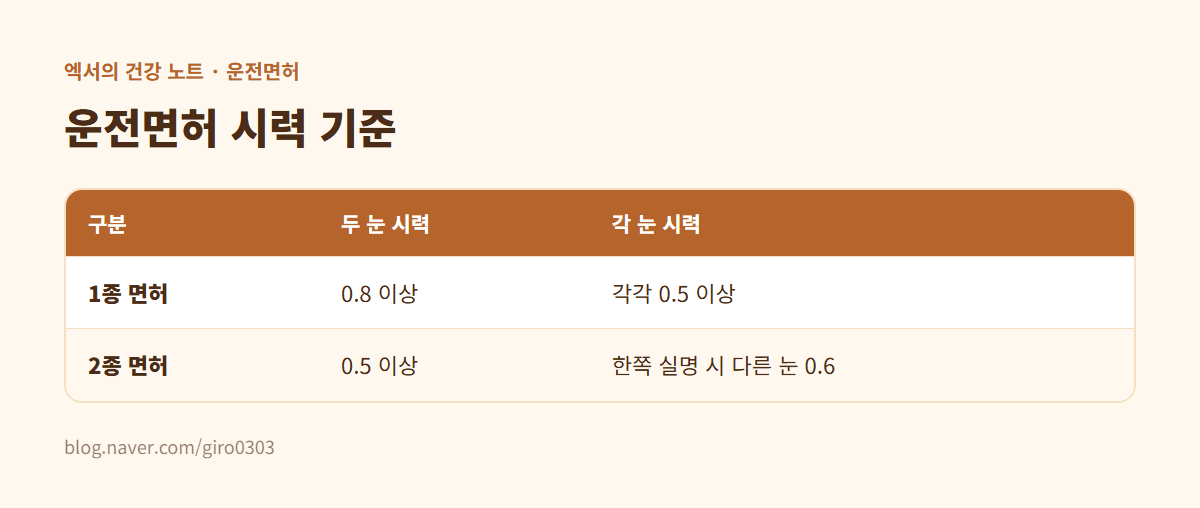 엑서의 건강 노트 · 운전면허
운전면허 시력 기준
구분 두 눈 시력 각 눈 시력
1종 면허 0.8 이상 각각 0.5 이상
2종 면허 0.5 이상 한쪽 실명 시 다른 눈 0.6
blog.naver.com/giro0303